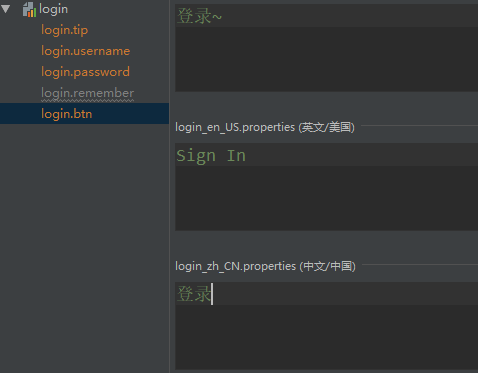 login
login.tip
login.username
login.password
login.remember
login.btn
登录~
login_en_US.properties (英文/美国)
Sign In
login_zh_CN.properties (中文/中国)
登录